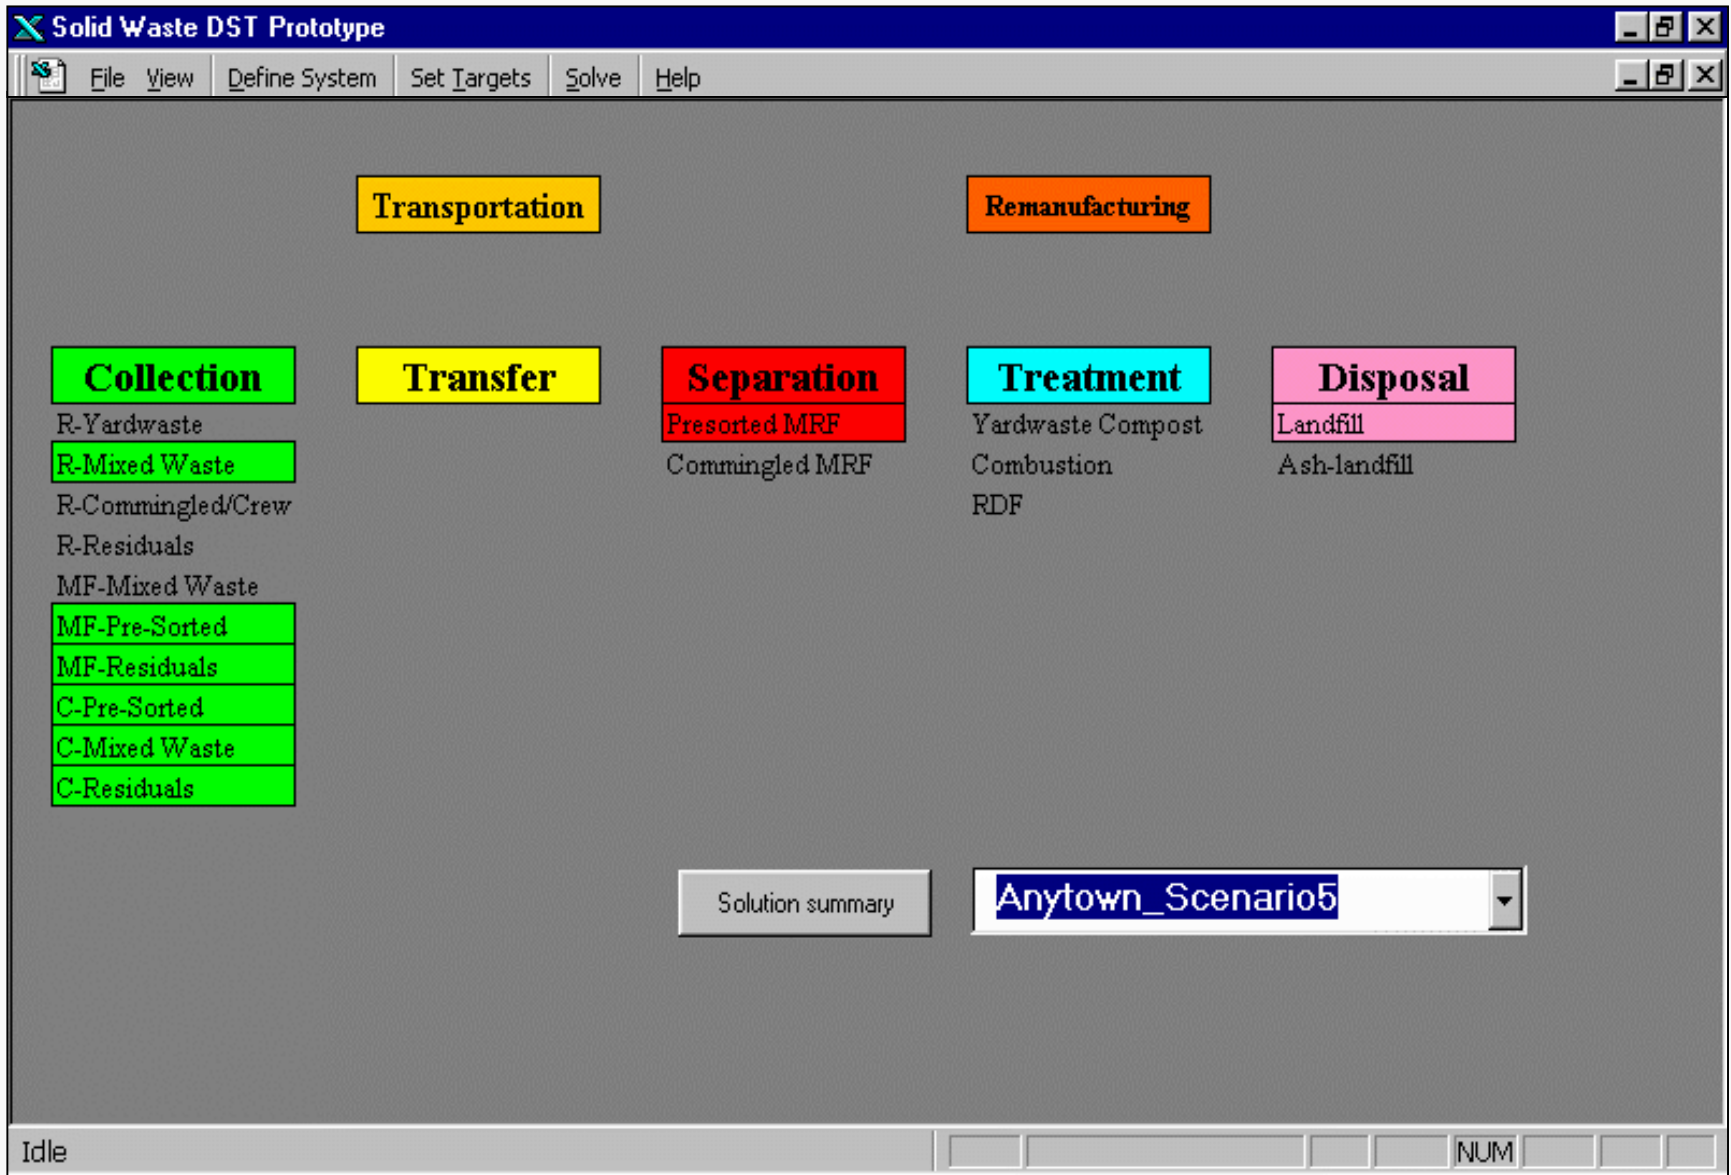 Solid Waste DST Prototype
File View Define System Set Targets Solve Help
Transportation
Remanufacturing
Collection
R-Yardwaste
R-Mixed Waste
R-Commingled/Crew
R-Residuals
MF-Mixed Waste
MF-Pre-Sorted
MF-Residuals
C-Pre-Sorted
C-Mixed Waste
C-Residuals
Transfer
Separation
Presorted MRF
Commingled MRF
Treatment
Yardwaste Compost
Combustion
RDF
Disposal
Landfill
Ash-landfill
Solution summary
Anytown_Scenario5
Idle
NUM